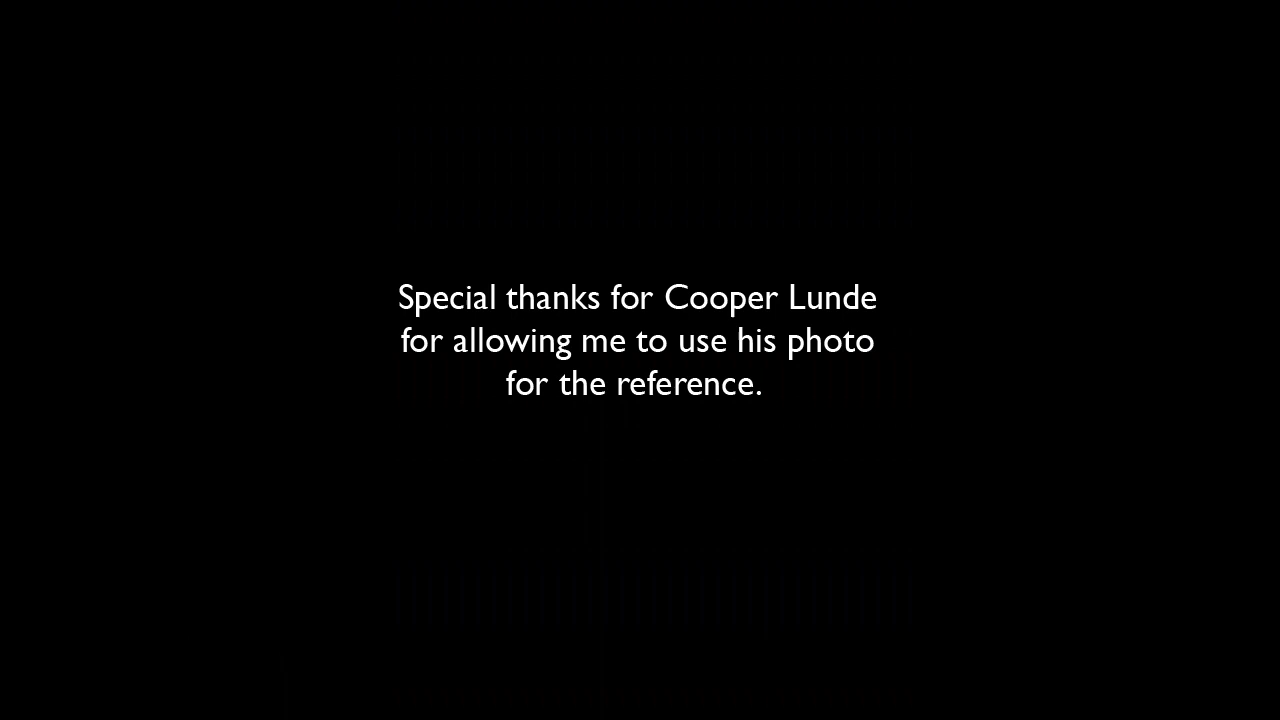 Special thanks for Cooper Lunde
for allowing me to use his photo
for the reference.